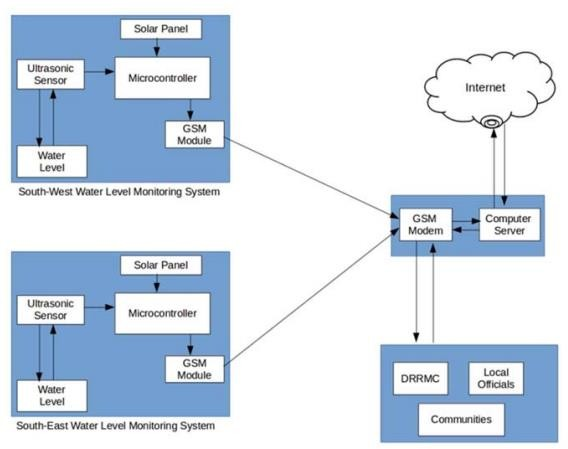 Solar Panel
Ultrasonic
Sensor
Microcontroller
GSM
Module
Water
Level
South-West Water Level Monitoring System
Internet
GSM
Modem
Computer
Server
Solar Panel
Ultrasonic
Sensor
Microcontroller
GSM
Module
Water
Level
South-East Water Level Monitoring System
DRRMC
Local
Officials
Communities